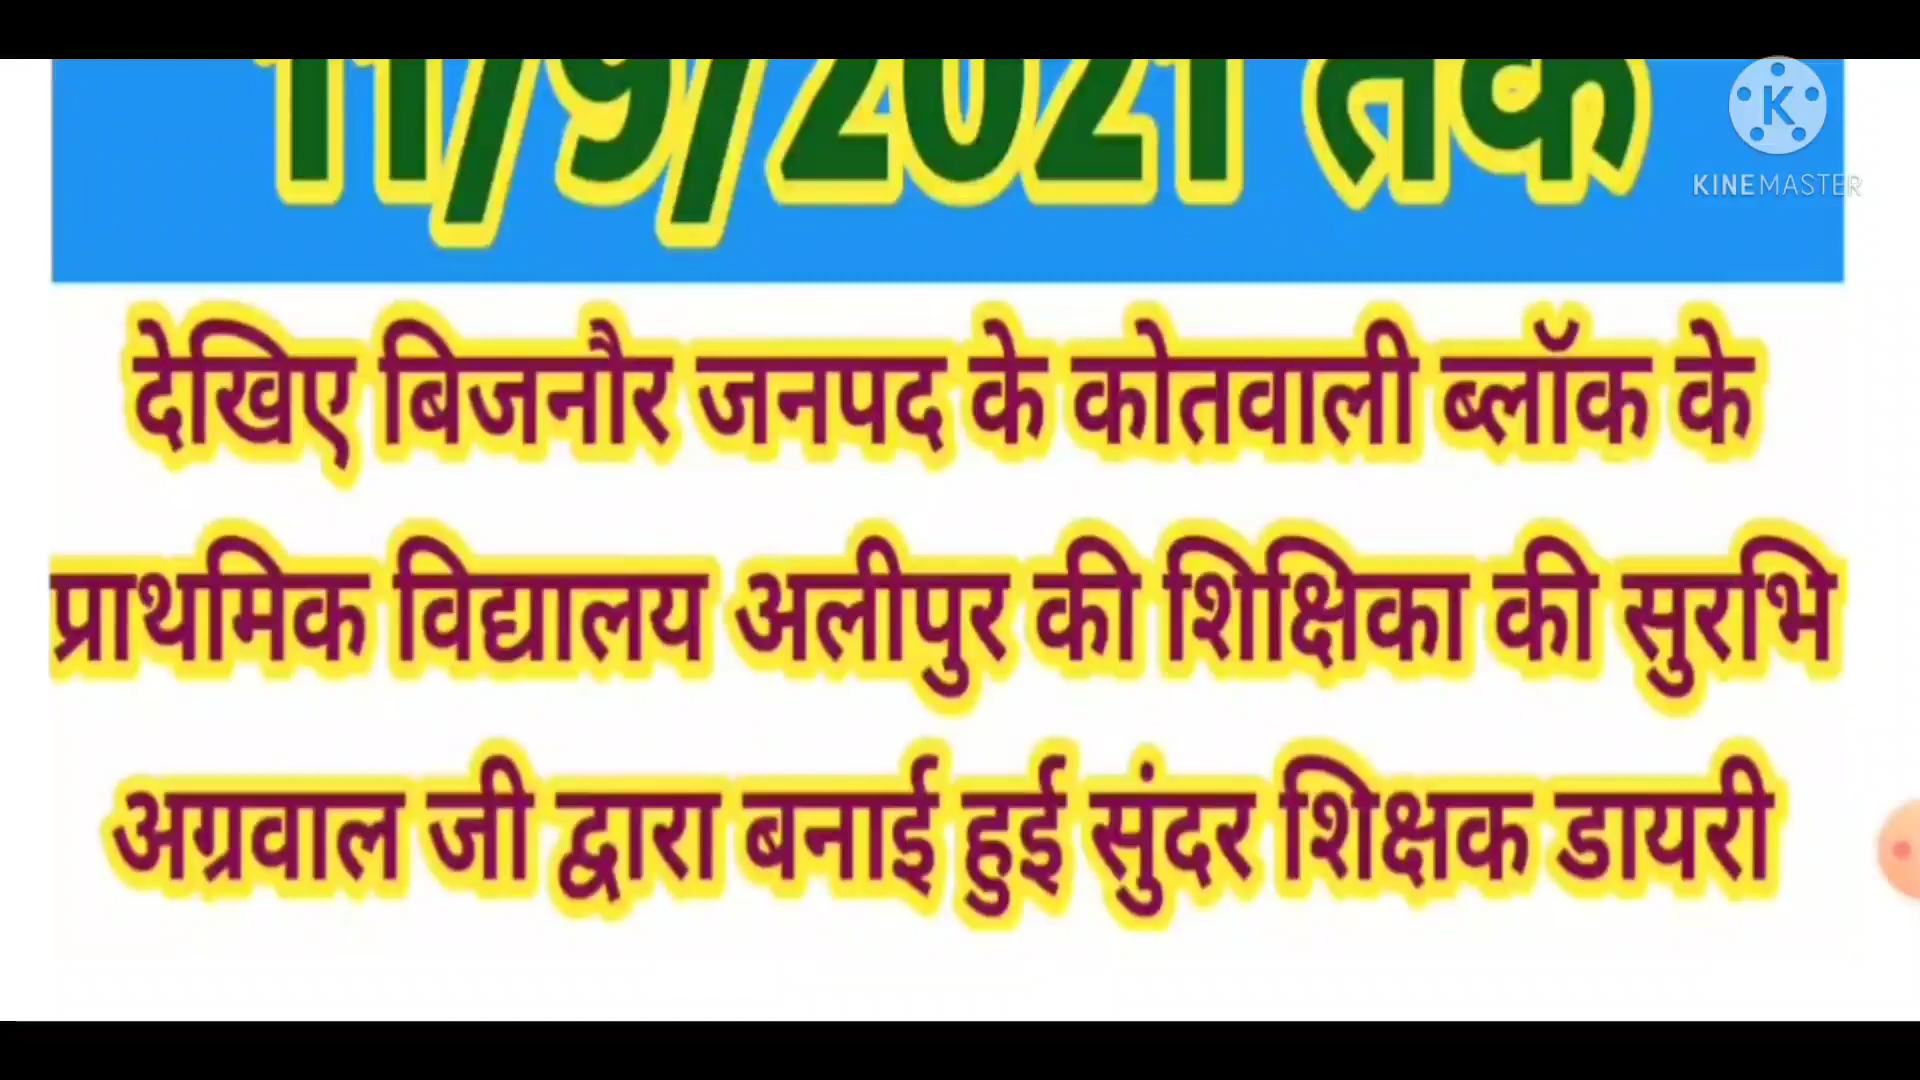 11/9/2021 तक
KINEMASTER
देखिए बिजनौर जनपद के कोतवाली ब्लॉक के
प्राथमिक विद्यालय अलीपुर की शिक्षिका की सुरभि
अग्रवाल जी द्वारा बनाई हुई सुंदर शिक्षक डायरी